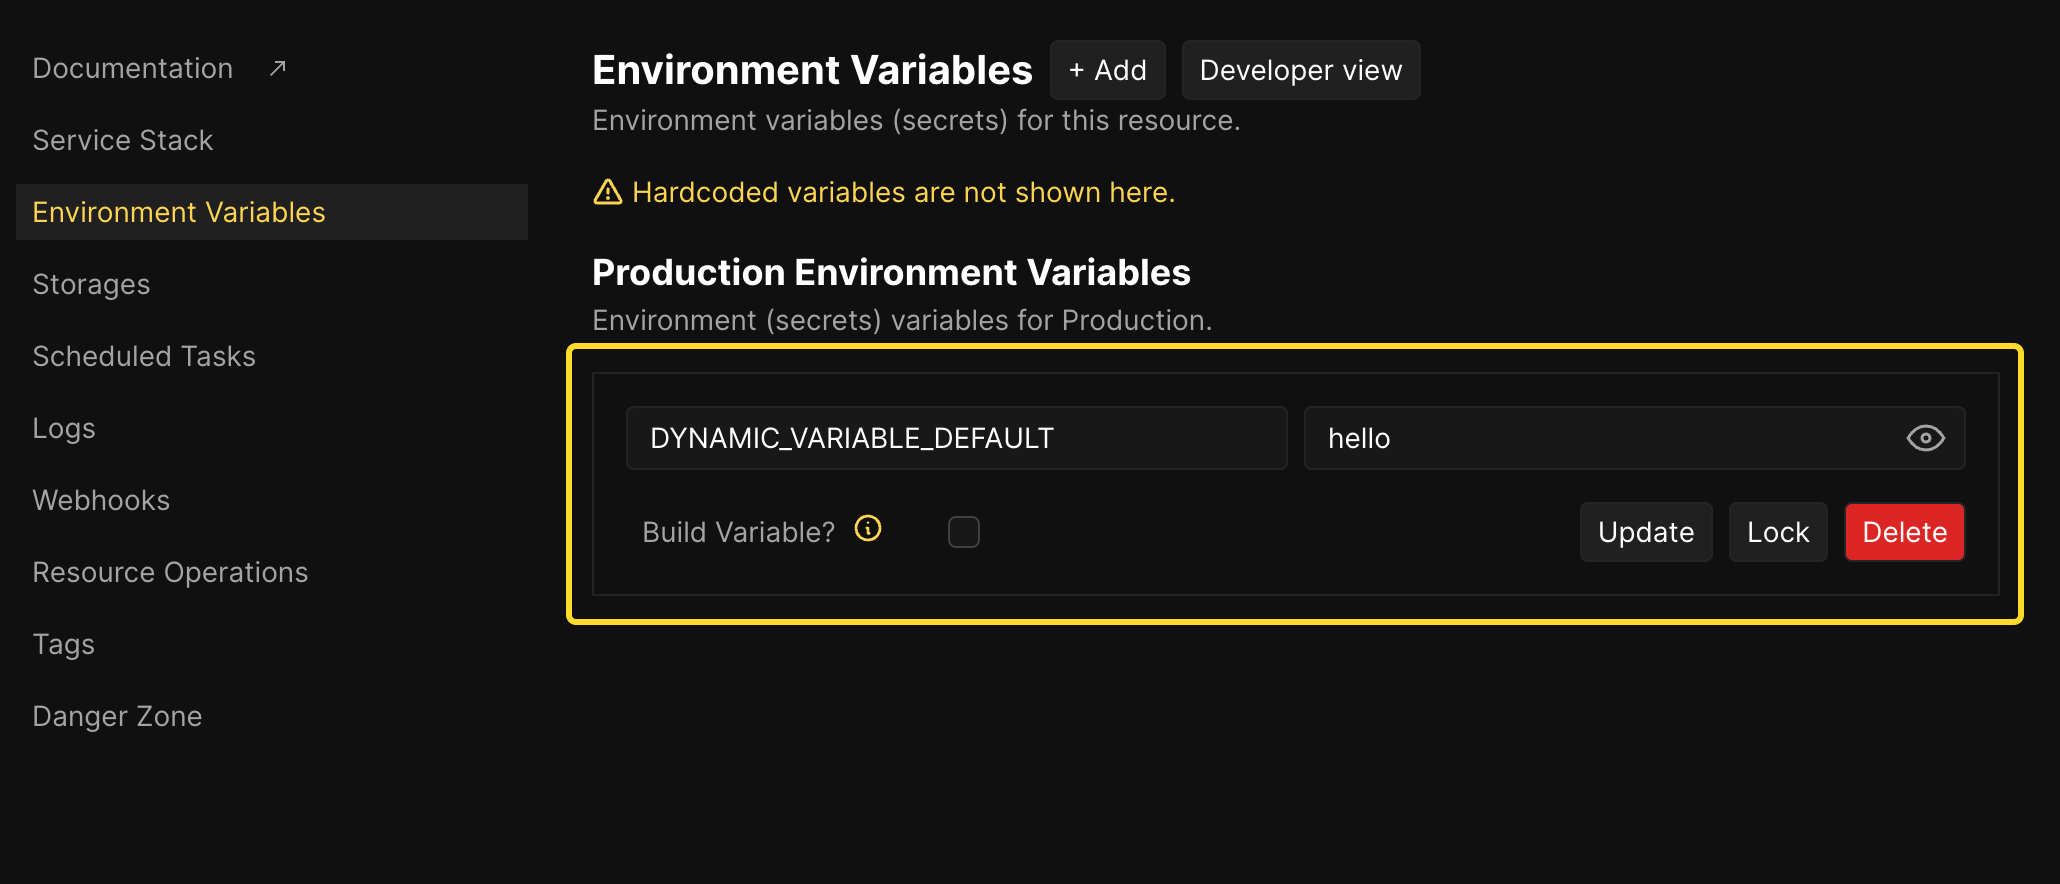 Documentation
Service Stack
Environment Variables
Storages
Scheduled Tasks
Logs
Webhooks
Resource Operations
Tags
Danger Zone
Environment Variables + Add Developer view
Environment variables (secrets) for this resource.
Hardcoded variables are not shown here.
Production Environment Variables
Environment (secrets) variables for Production.
DYNAMIC_VARIABLE_DEFAULT hello
Build Variable? Update Lock Delete